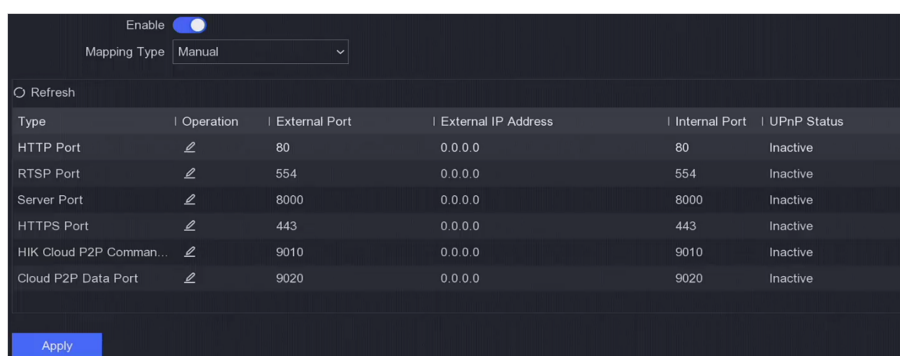 Enable
Mapping Type Manual
Refresh
Type Operation External Port External IP Address Internal Port UPnP Status
HTTP Port 80 0.0.0.0 80 Inactive
RTSP Port 554 0.0.0.0 554 Inactive
Server Port 8000 0.0.0.0 8000 Inactive
HTTPS Port 443 0.0.0.0 443 Inactive
HIK Cloud P2P Comman... 9010 0.0.0.0 9010 Inactive
Cloud P2P Data Port 9020 0.0.0.0 9020 Inactive
Apply